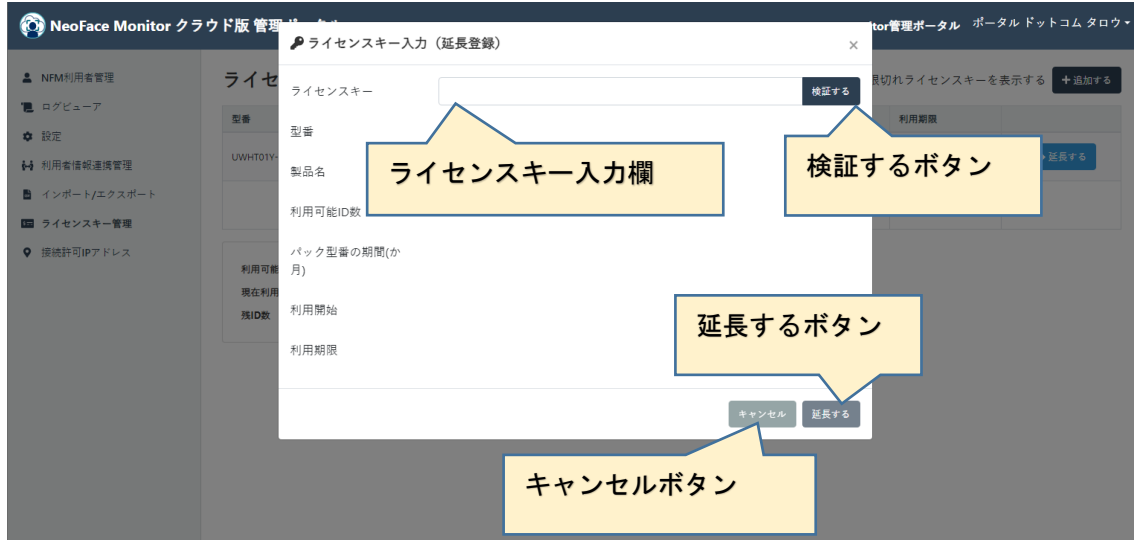 NeoFace Monitor クラウド版 管理ポータル
tor管理ポータル ポータル ドットコム タロウ
ライセンスキー入力（延長登録）
×
NFM利用者管理
ログビューア
設定
利用者情報連携管理
インポート/エクスポート
ライセンスキー管理
接続許可IPアドレス
ライセ
限切れライセンスキーを表示する
+追加する
型番
利用期限
UWHT01Y-
延長する
利用可能
現在利用
残ID数
ライセンスキー
検証する
型番
製品名
利用可能ID数
パック型番の期間(か
月)
利用開始
利用期限
キャンセル
延長する
ライセンスキー入力欄
検証するボタン
延長するボタン
キャンセルボタン